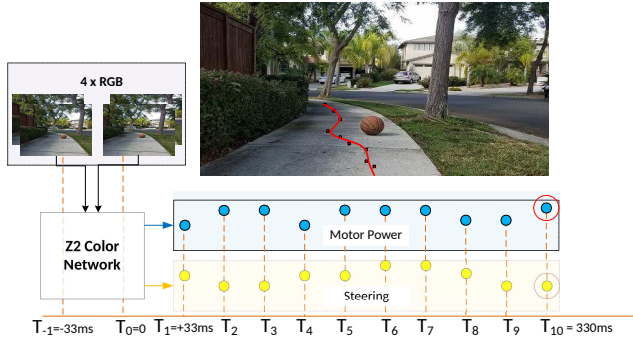 4 x RGB
Z2 Color
Network
Motor Power
Steering
T-1=-33ms T0=0 T1=+33ms T2 T3 T4 T5 T6 T7 T8 T9 T10 = 330ms